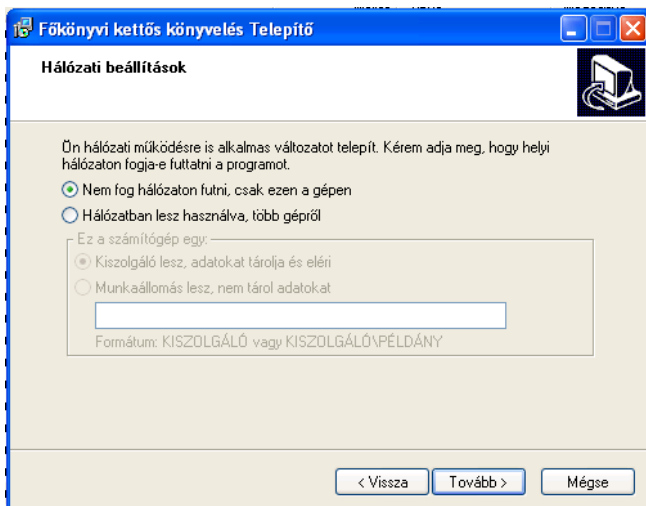 Főkönyvi kettős könyvelés Telepítő
Hálózati beállítások
Ön hálózati működésre is alkalmas változatot telepít. Kérem adja meg, hogy helyi
hálózaton fogja-e futtatni a programot.
Nem fog hálózaton futni, csak ezen a gépen
Hálózatban lesz használva, több gépről
Ez a számítógép egy:
Kiszolgáló lesz, adatokat tárolja és eléri
Munkaállomás lesz, nem tárol adatokat
Formátum: KISZOLGÁLÓ vagy KISZOLGÁLÓ\PÉLDÁNY
< Vissza Tovább > Mégse